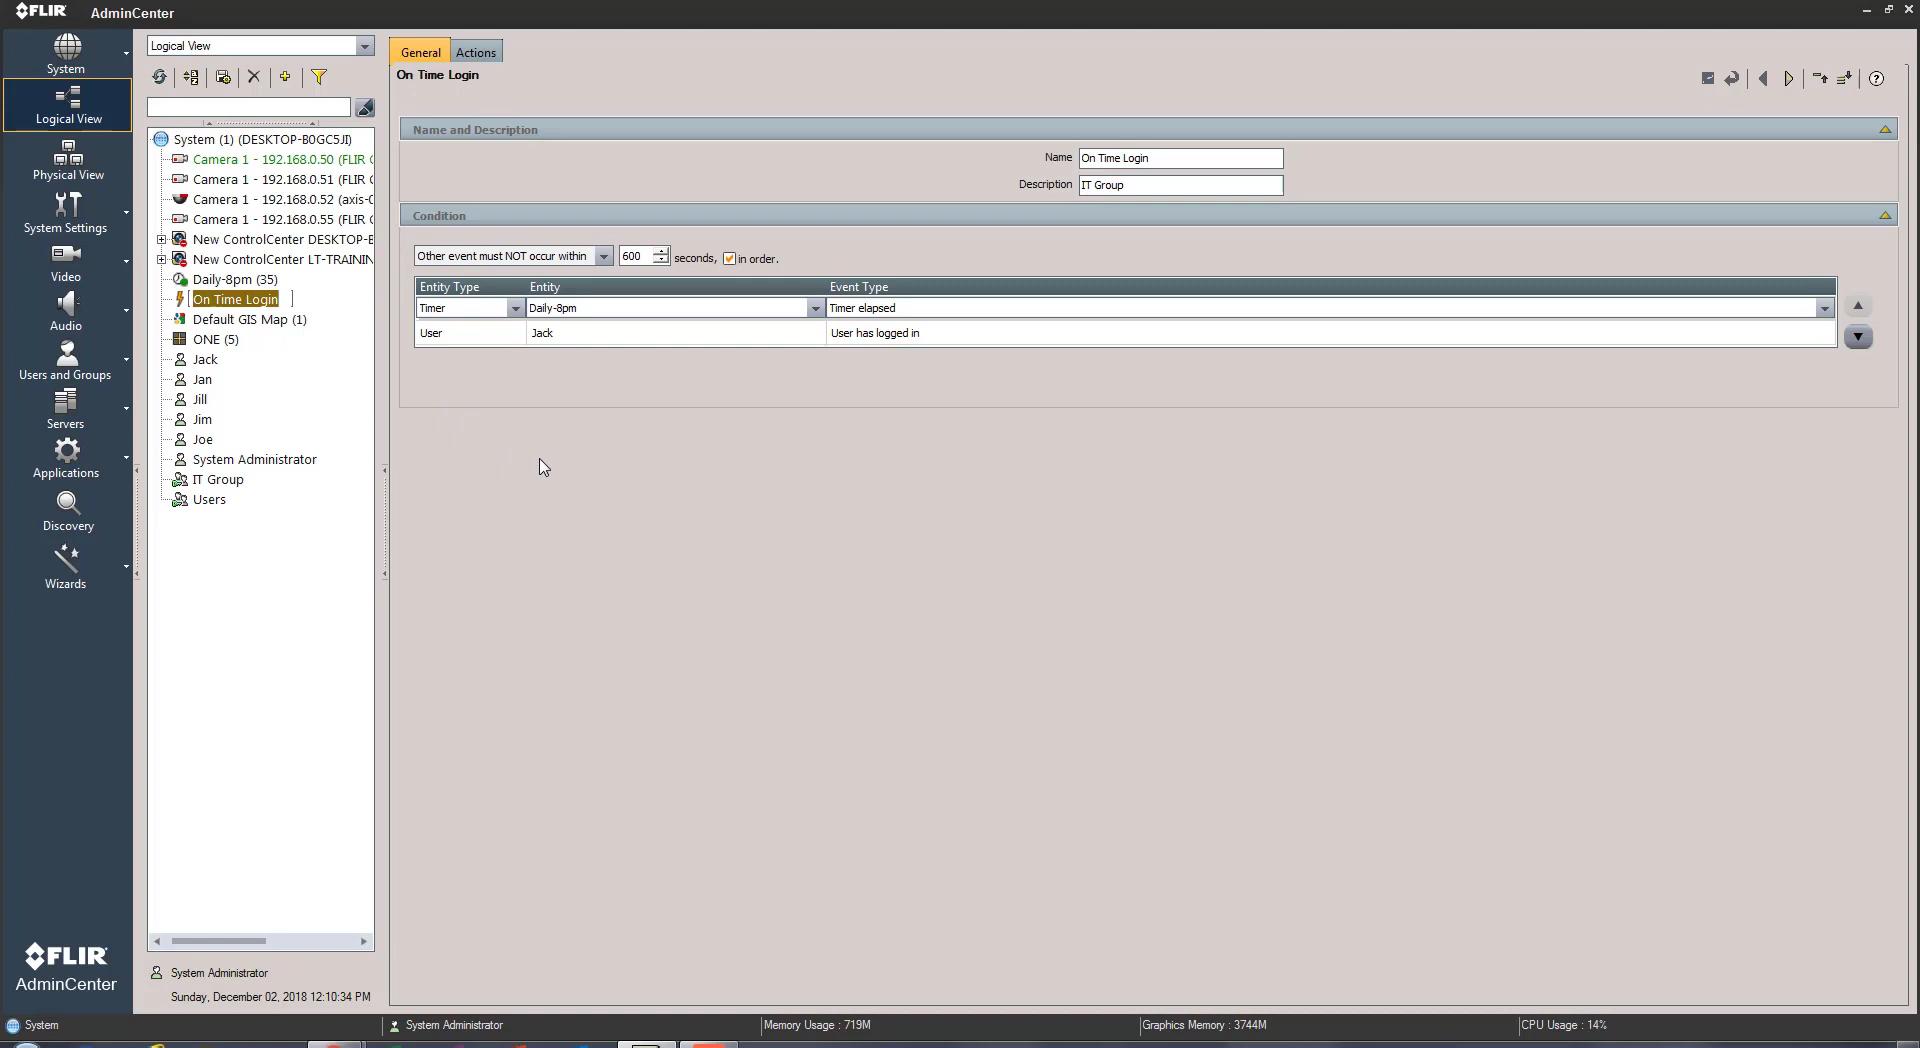 FLIR AdminCenter
System
Logical View
Physical View
System Settings
Video
Audio
Users and Groups
Servers
Applications
Discovery
Wizards
FLIR
AdminCenter
Logical View
System (1) (DESKTOP-B0GC5JI)
Camera 1 - 192.168.0.50 (FLIR
Camera 1 - 192.168.0.51 (FLIR
Camera 1 - 192.168.0.52 (axis-
Camera 1 - 192.168.0.55 (FLIR
New ControlCenter DESKTOP-
New ControlCenter LT-TRAININ
Daily-8pm (35)
On Time Login
Default GIS Map (1)
ONE (5)
Jack
Jan
Jill
Jim
Joe
System Administrator
IT Group
Users
System Administrator
Sunday, December 02, 2018 12:10:34 PM
General Actions
On Time Login
Name and Description
Name On Time Login
Description IT Group
Condition
Other event must NOT occur within 600 seconds, in order.
Entity Type Entity Event Type
Timer Daily-8pm Timer elapsed
User Jack User has logged in
System System Administrator Memory Usage : 719M Graphics Memory : 3744M CPU Usage : 14%